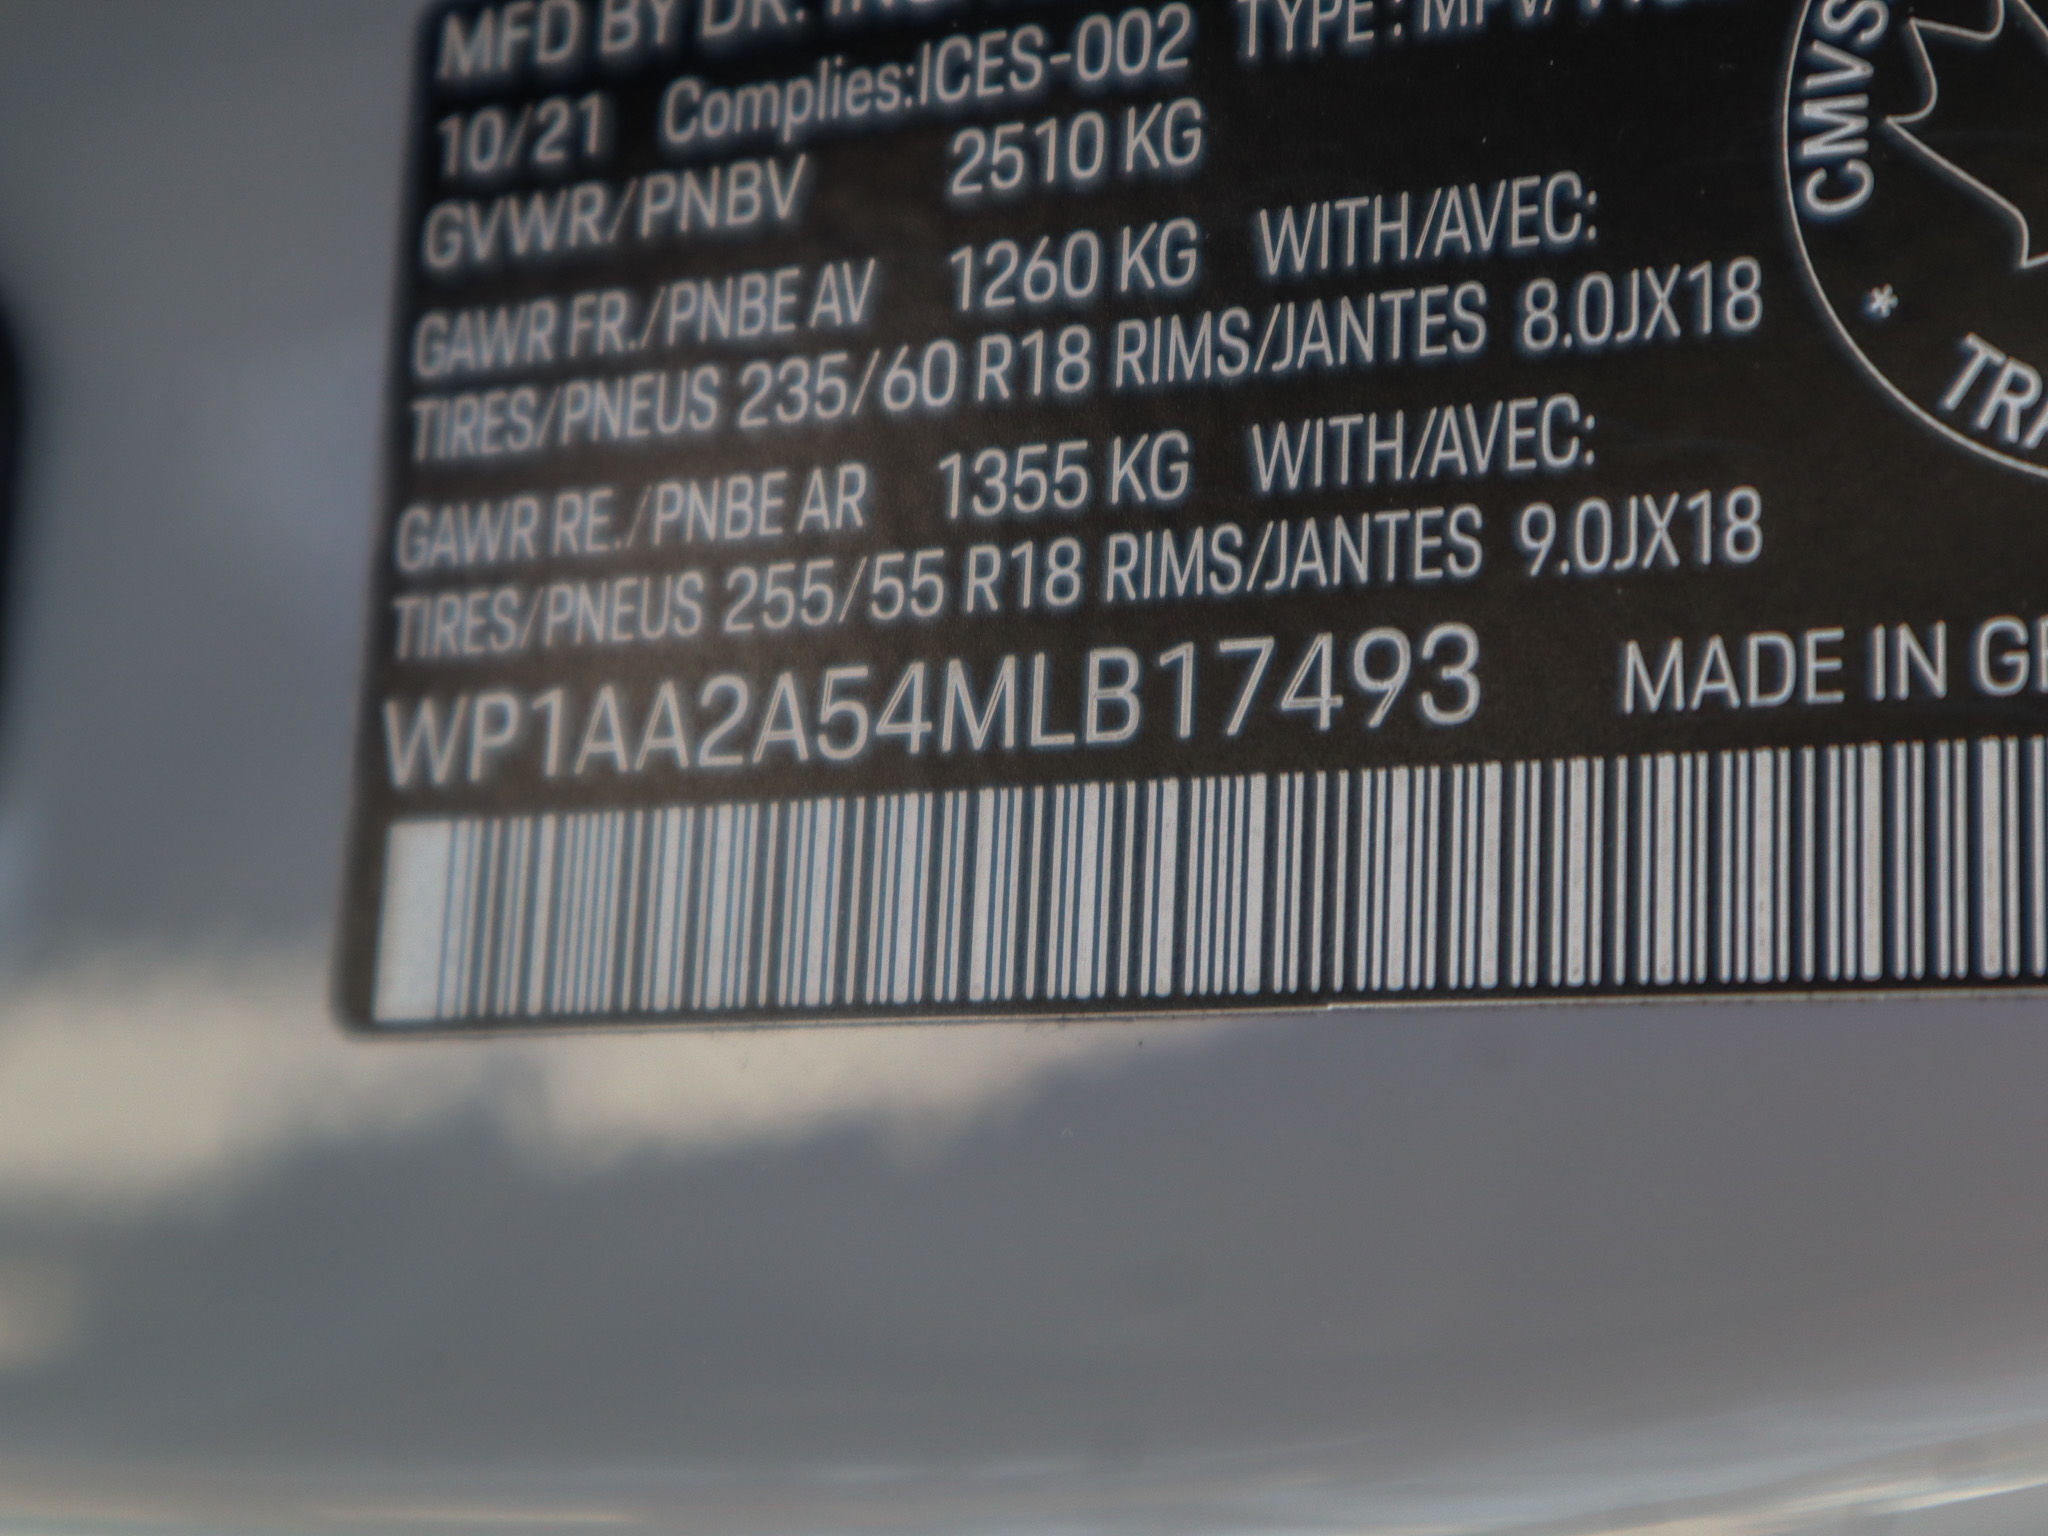 MFD BY DR.
10/21 Complies:ICES-002 TYPE:
GVWR/PNBV 2510 KG
GAWR FR./PNBE AV 1260 KG WITH/AVEC:
TIRES/PNEUS 235/60 R18 RIMS/JANTES 8.0JX18
GAWR RE./PNBE AR 1355 KG WITH/AVEC:
TIRES/PNEUS 255/55 R18 RIMS/JANTES 9.0JX18
WP1AA2A54MLB17493 MADE IN
CMVS
*